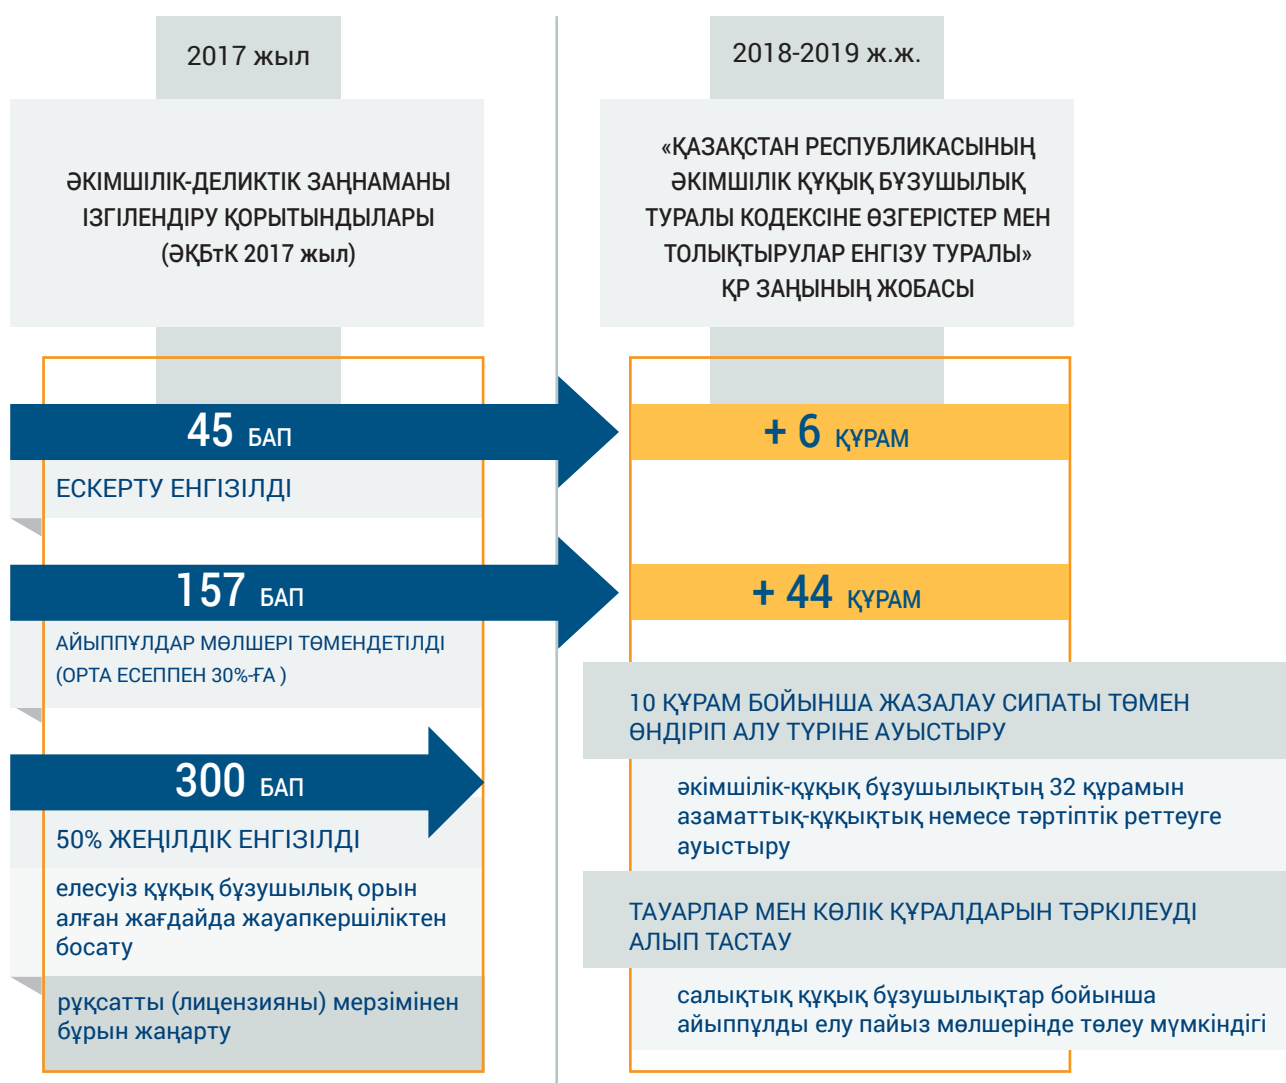 2017 жыл
ӘКІМШІЛІК-ДЕЛИКТІК ЗАҢНАМАНЫ
ІЗГІЛЕНДІРУ ҚОРЫТЫНДЫЛАРЫ
(ӘҚБтК 2017 жыл)
45 БАП
ЕСКЕРТУ ЕНГІЗІЛДІ
157 БАП
АЙЫППҰЛДАР МӨЛШЕРІ ТӨМЕНДЕТІЛДІ
(ОРТА ЕСЕППЕН 30%-ҒА )
300 БАП
50% ЖЕҢІЛДІК ЕНГІЗІЛДІ
елесуіз құқық бұзушылық орын
алған жағдайда жауапкершіліктен
босату
рұқсатты (лицензияны) мерзімінен
бұрын жаңарту
2018-2019 ж.ж.
«ҚАЗАҚСТАН РЕСПУБЛИКАСЫНЫҢ
ӘКІМШІЛІК ҚҰҚЫҚ БҰЗУШЫЛЫҚ
ТУРАЛЫ КОДЕКСІНЕ ӨЗГЕРІСТЕР МЕН
ТОЛЫҚТЫРУЛАР ЕНГІЗУ ТУРАЛЫ»
ҚР ЗАҢЫНЫҢ ЖОБАСЫ
+ 6 ҚҰРАМ
+ 44 ҚҰРАМ
10 ҚҰРАМ БОЙЫНША ЖАЗАЛАУ СИПАТЫ ТӨМЕН
ӨНДІРІП АЛУ ТҮРІНЕ АУЫСТЫРУ
әкімшілік-құқық бұзушылықтың 32 құрамын
азаматтық-құқықтық немесе тәртіптік реттеуге
ауыстыру
ТАУАРЛАР МЕН КӨЛІК ҚҰРАЛДАРЫН ТӘРКІЛЕУДІ
АЛЫП ТАСТАУ
салықтық құқық бұзушылықтар бойынша
айыппұлды елу пайыз мөлшерінде төлеу мүмкіндігі